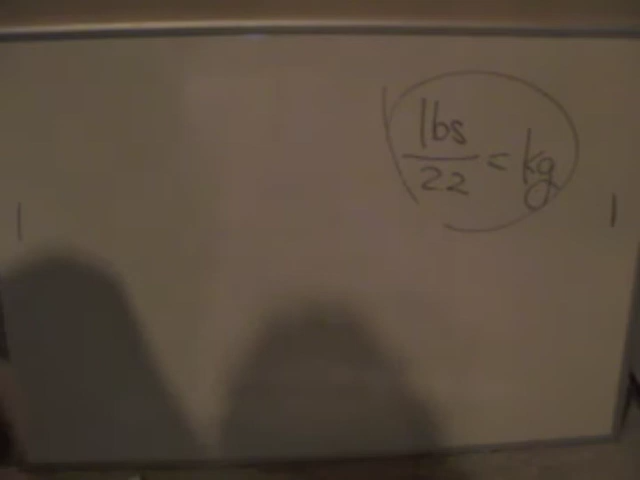 lbs
22 = kg